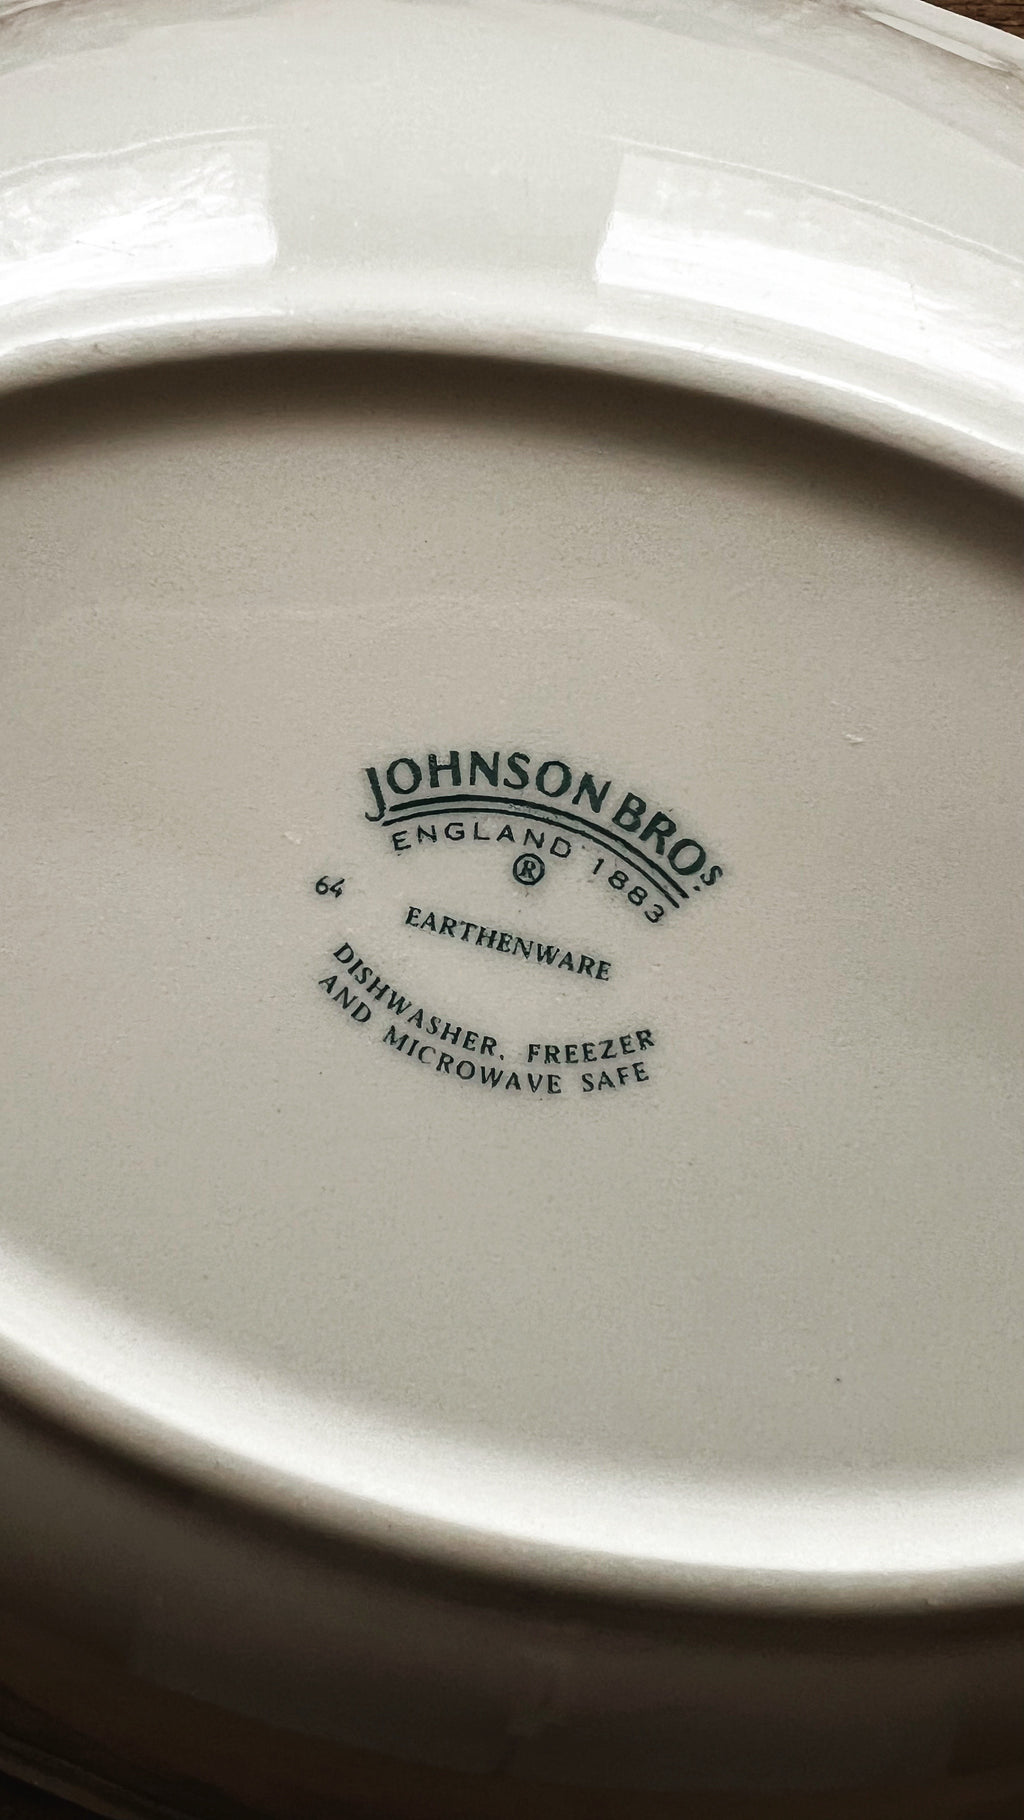 JOHNSON BROS.
ENGLAND 1883
®
64
EARTHENWARE
DISHWASHER, FREEZER
AND MICROWAVE SAFE